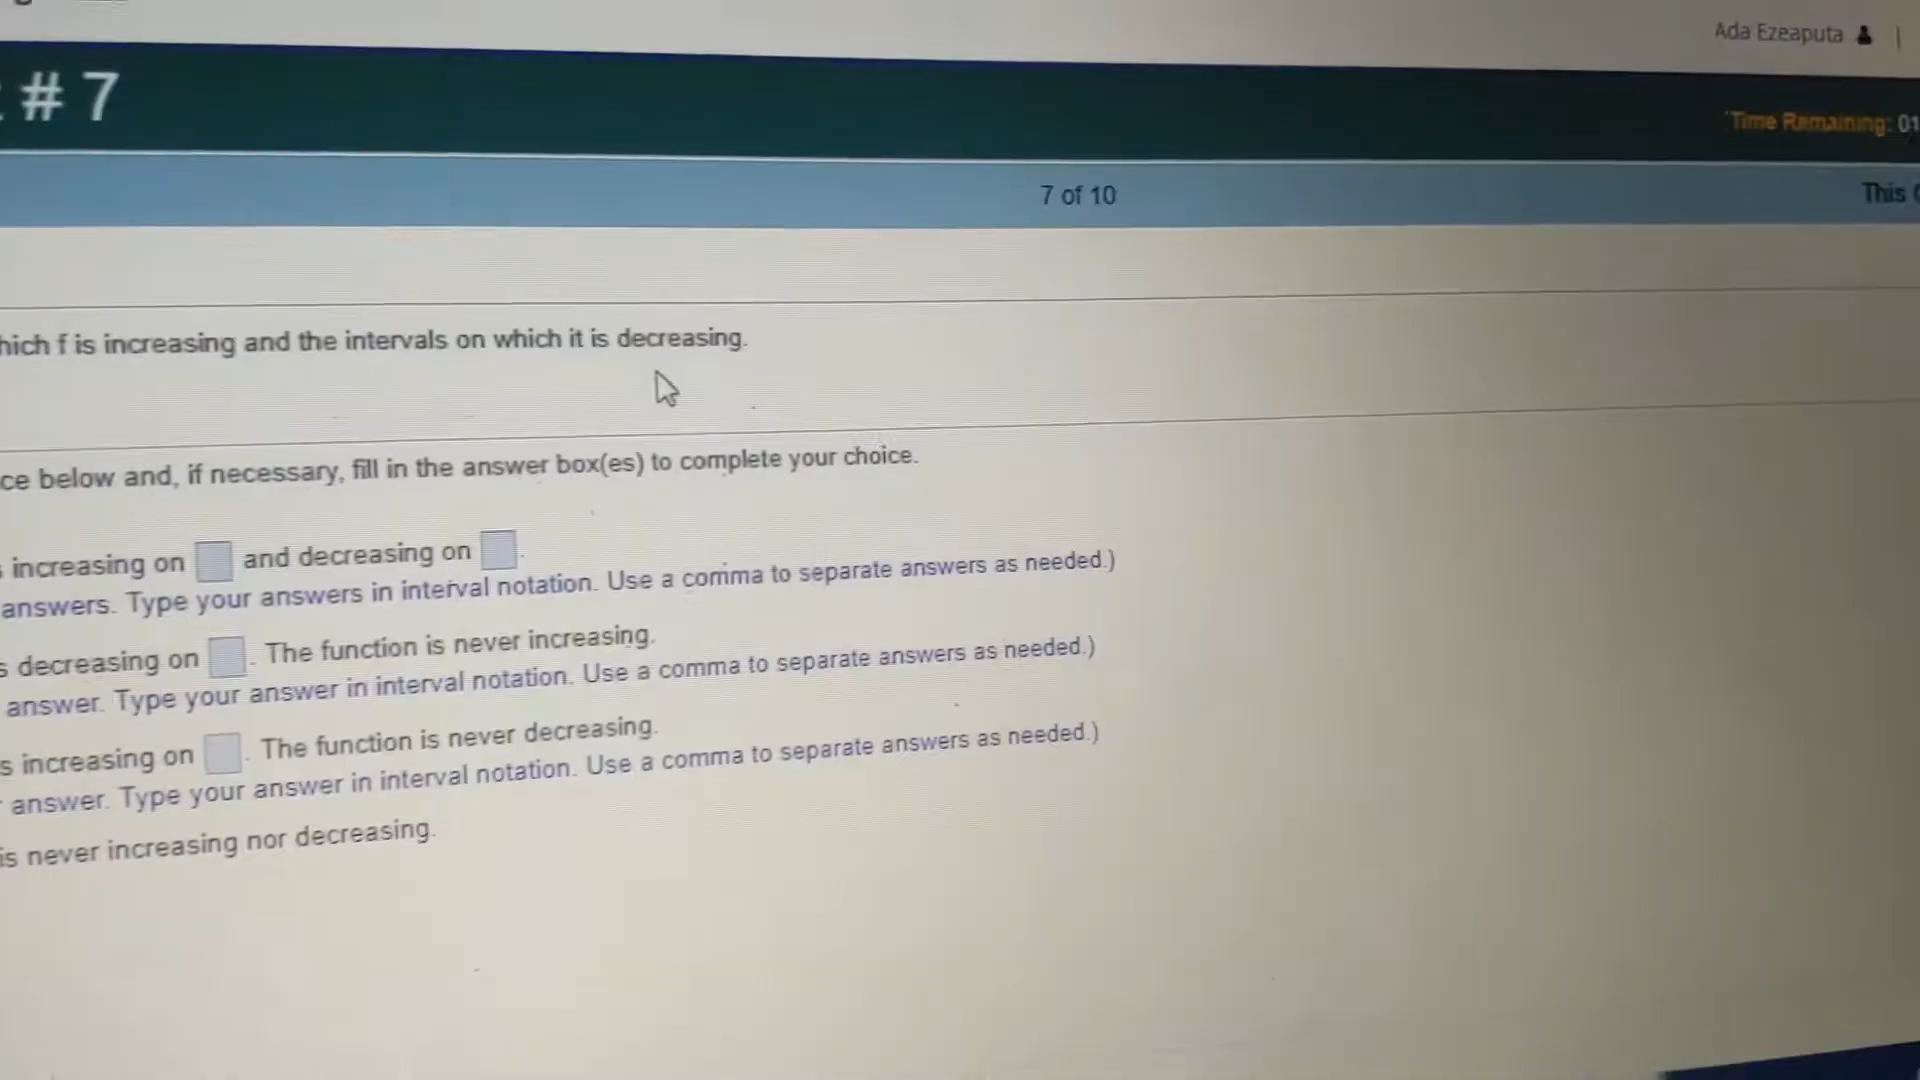 Ada Ezeaputa
# 7
Time Remaining: 01
7 of 10
This
hich f is increasing and the intervals on which it is decreasing.
ce below and, if necessary, fill in the answer box(es) to complete your choice.
s increasing on and decreasing on .
answers. Type your answers in interval notation. Use a comma to separate answers as needed.)
s decreasing on . The function is never increasing.
answer. Type your answer in interval notation. Use a comma to separate answers as needed.)
s increasing on . The function is never decreasing.
answer. Type your answer in interval notation. Use a comma to separate answers as needed.)
is never increasing nor decreasing.